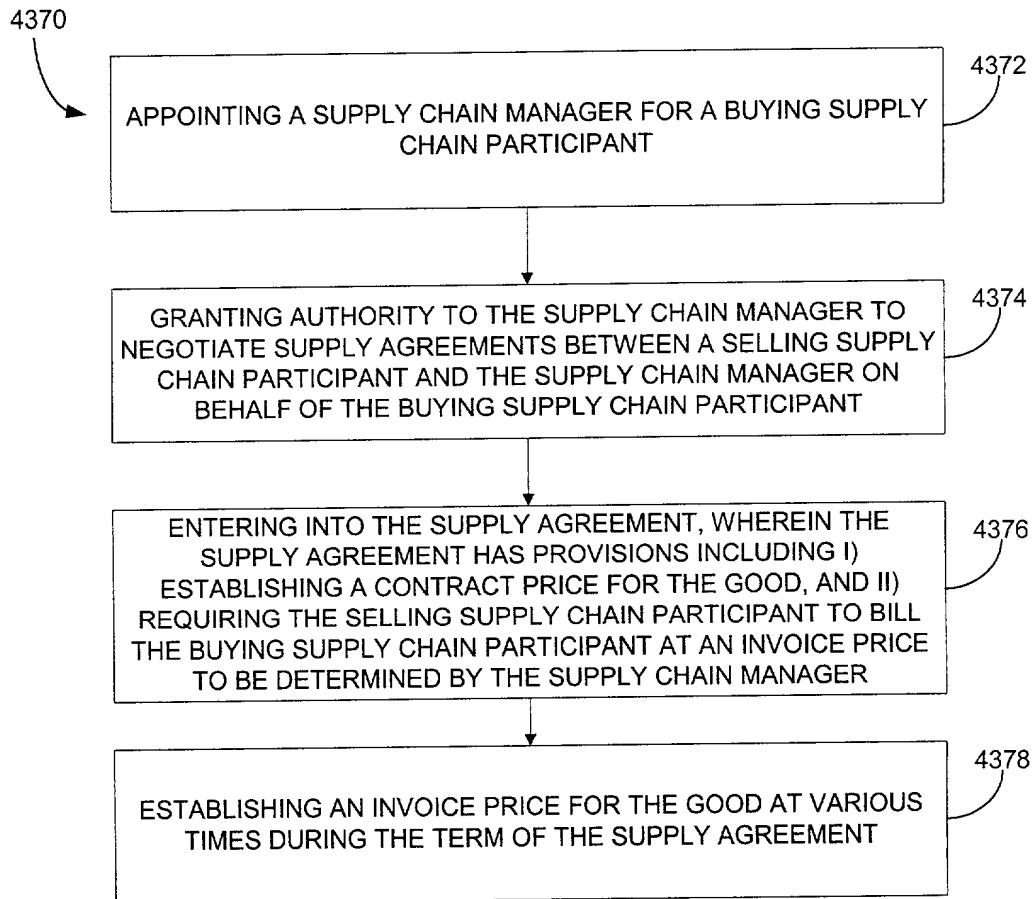 4370
4372
APPOINTING A SUPPLY CHAIN MANAGER FOR A BUYING SUPPLY
CHAIN PARTICIPANT
4374
GRANTING AUTHORITY TO THE SUPPLY CHAIN MANAGER TO
NEGOTIATE SUPPLY AGREEMENTS BETWEEN A SELLING SUPPLY
CHAIN PARTICIPANT AND THE SUPPLY CHAIN MANAGER ON
BEHALF OF THE BUYING SUPPLY CHAIN PARTICIPANT
4376
ENTERING INTO THE SUPPLY AGREEMENT, WHEREIN THE
SUPPLY AGREEMENT HAS PROVISIONS INCLUDING I)
ESTABLISHING A CONTRACT PRICE FOR THE GOOD, AND II)
REQUIRING THE SELLING SUPPLY CHAIN PARTICIPANT TO BILL
THE BUYING SUPPLY CHAIN PARTICIPANT AT AN INVOICE PRICE
TO BE DETERMINED BY THE SUPPLY CHAIN MANAGER
4378
ESTABLISHING AN INVOICE PRICE FOR THE GOOD AT VARIOUS
TIMES DURING THE TERM OF THE SUPPLY AGREEMENT